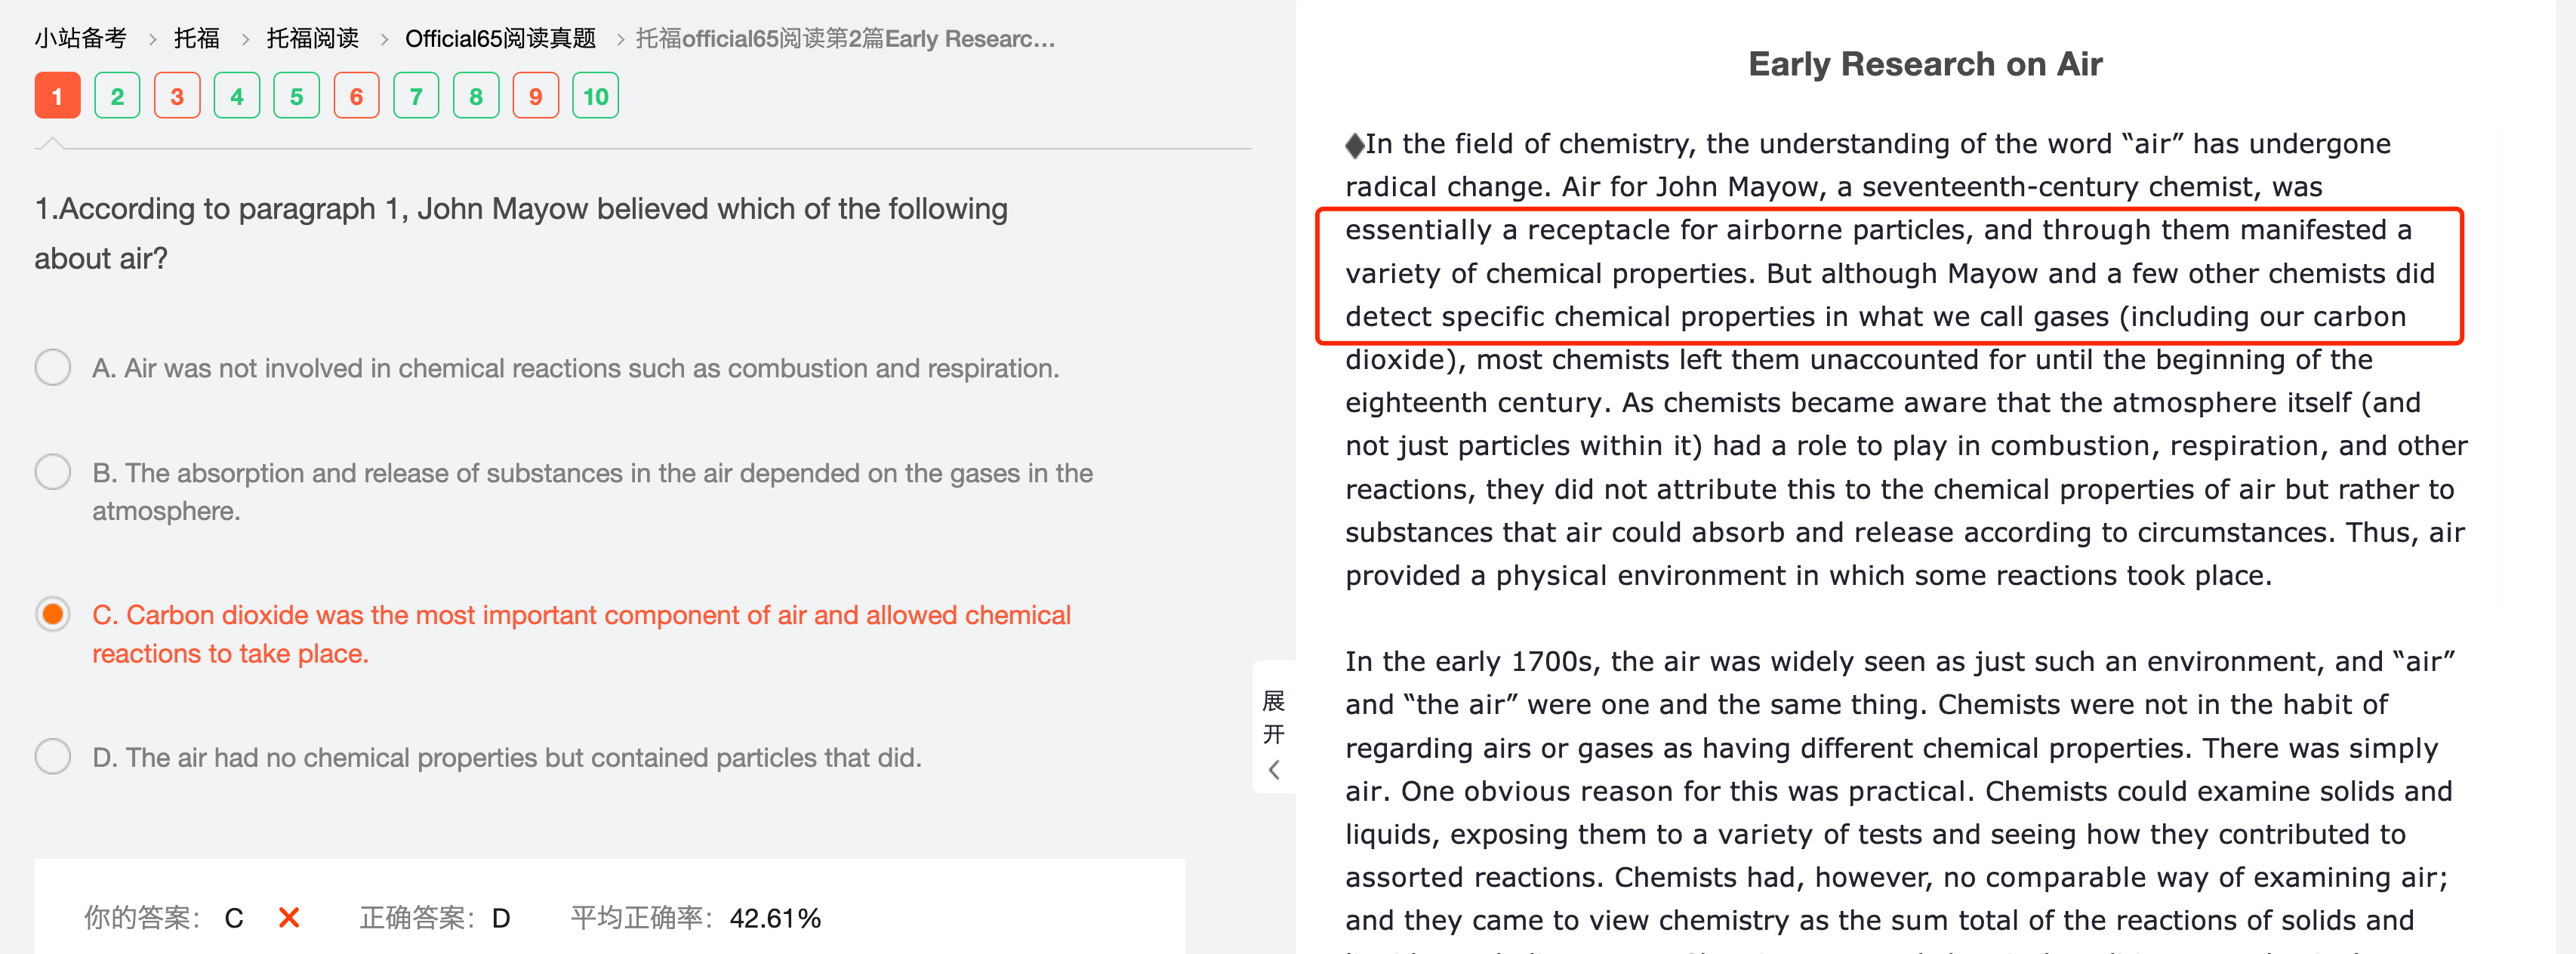 小站备考 > 托福 > 托福阅读 > Official65阅读真题 > 托福official65阅读第2篇Early Researc...
1 2 3 4 5 6 7 8 9 10
1.According to paragraph 1, John Mayow believed which of the following
about air?
A. Air was not involved in chemical reactions such as combustion and respiration.
B. The absorption and release of substances in the air depended on the gases in the
atmosphere.
C. Carbon dioxide was the most important component of air and allowed chemical
reactions to take place.
D. The air had no chemical properties but contained particles that did.
你的答案： C ✕ 正确答案： D 平均正确率： 42.61%
展
开
Early Research on Air
◆In the field of chemistry, the understanding of the word “air” has undergone
radical change. Air for John Mayow, a seventeenth-century chemist, was
essentially a receptacle for airborne particles, and through them manifested a
variety of chemical properties. But although Mayow and a few other chemists did
detect specific chemical properties in what we call gases (including our carbon
dioxide), most chemists left them unaccounted for until the beginning of the
eighteenth century. As chemists became aware that the atmosphere itself (and
not just particles within it) had a role to play in combustion, respiration, and other
reactions, they did not attribute this to the chemical properties of air but rather to
substances that air could absorb and release according to circumstances. Thus, air
provided a physical environment in which some reactions took place.
In the early 1700s, the air was widely seen as just such an environment, and “air”
and “the air” were one and the same thing. Chemists were not in the habit of
regarding airs or gases as having different chemical properties. There was simply
air. One obvious reason for this was practical. Chemists could examine solids and
liquids, exposing them to a variety of tests and seeing how they contributed to
assorted reactions. Chemists had, however, no comparable way of examining air;
and they came to view chemistry as the sum total of the reactions of solids and